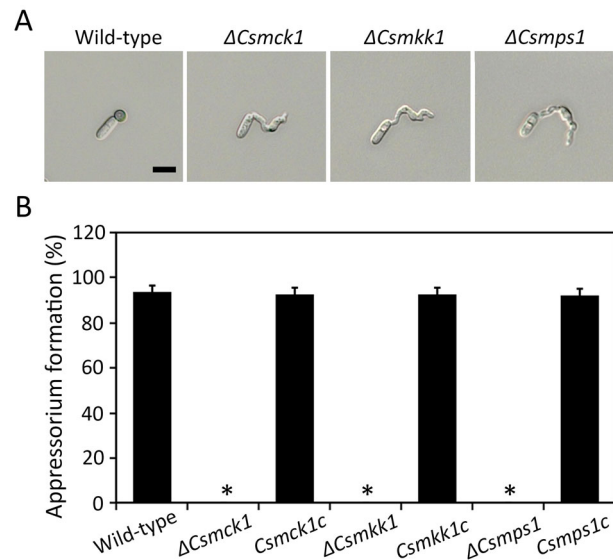 A
Wild-type ΔCsmck1 ΔCsmkk1 ΔCsmps1
B
Appressorium formation (%)
120
100
80
60
40
20
0
* * *
Wild-type ΔCsmck1 Csmck1c ΔCsmkk1 Csmkk1c ΔCsmps1 Csmps1c